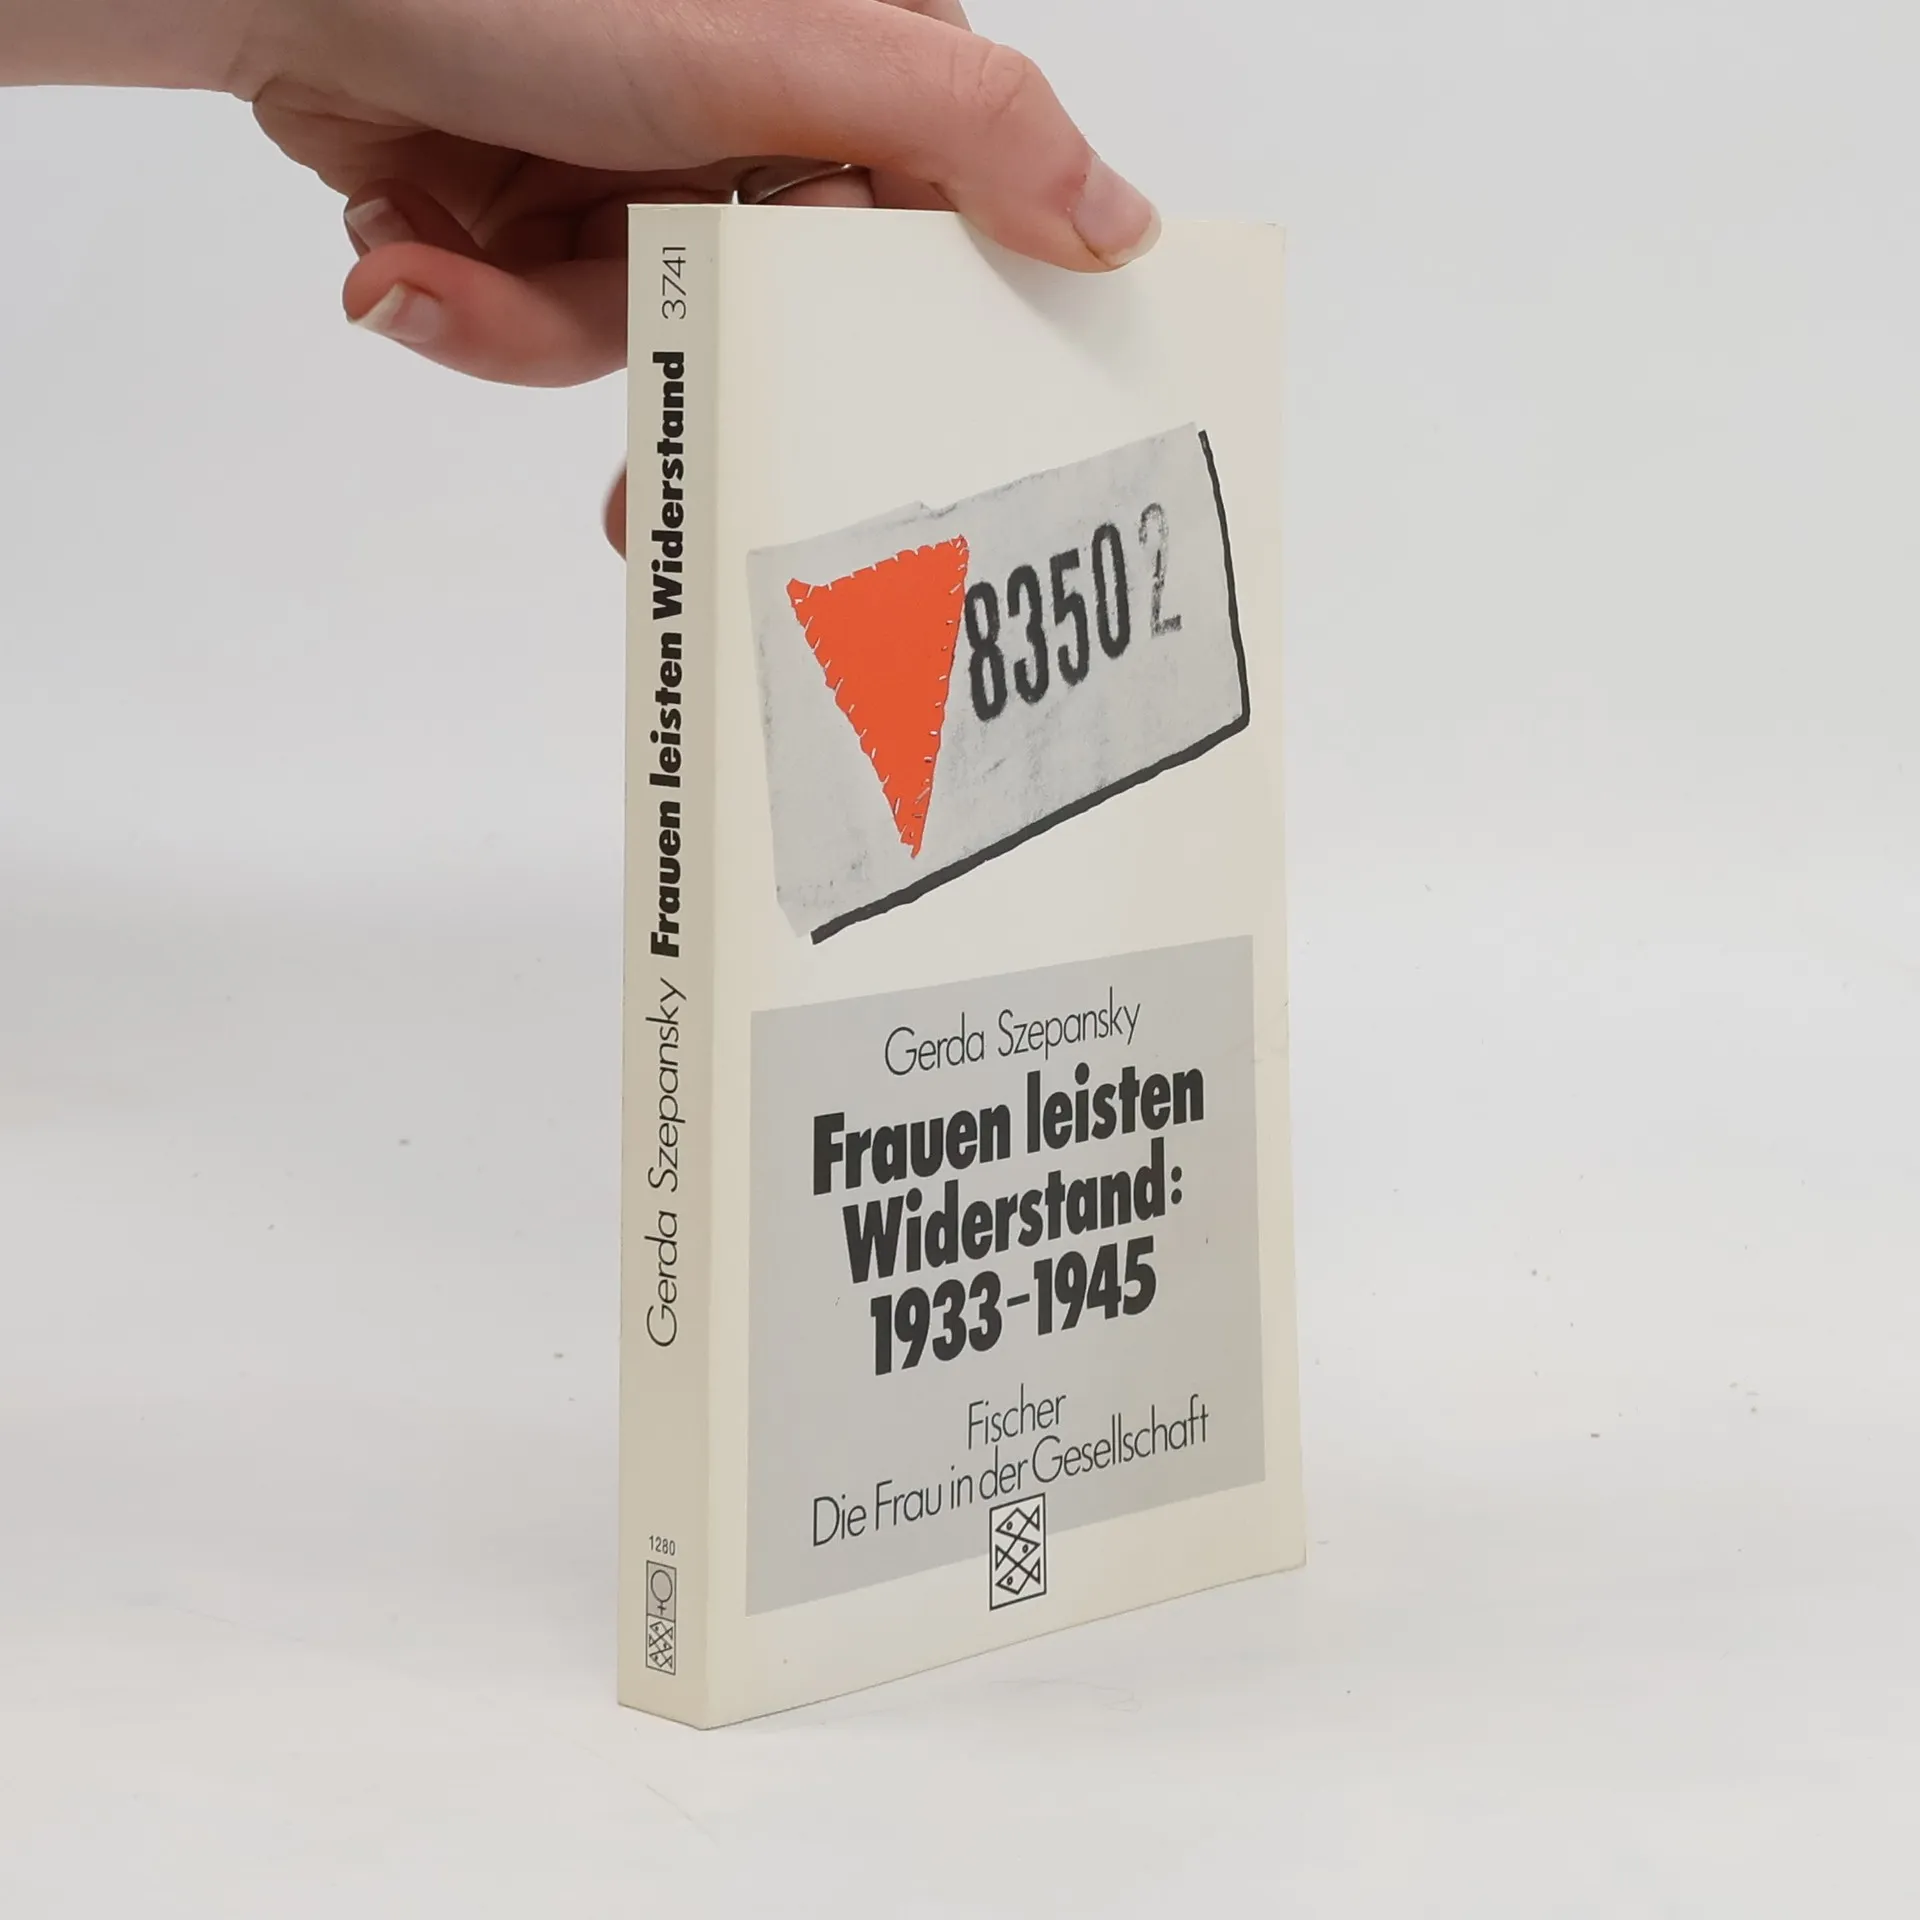 Gerda Szepansky Frauen leisten Widerstand 3741
1280
83502
Gerda Szepansky
Frauen leisten
Widerstand:
1933-1945
Fischer
Die Frau in der Gesellschaft